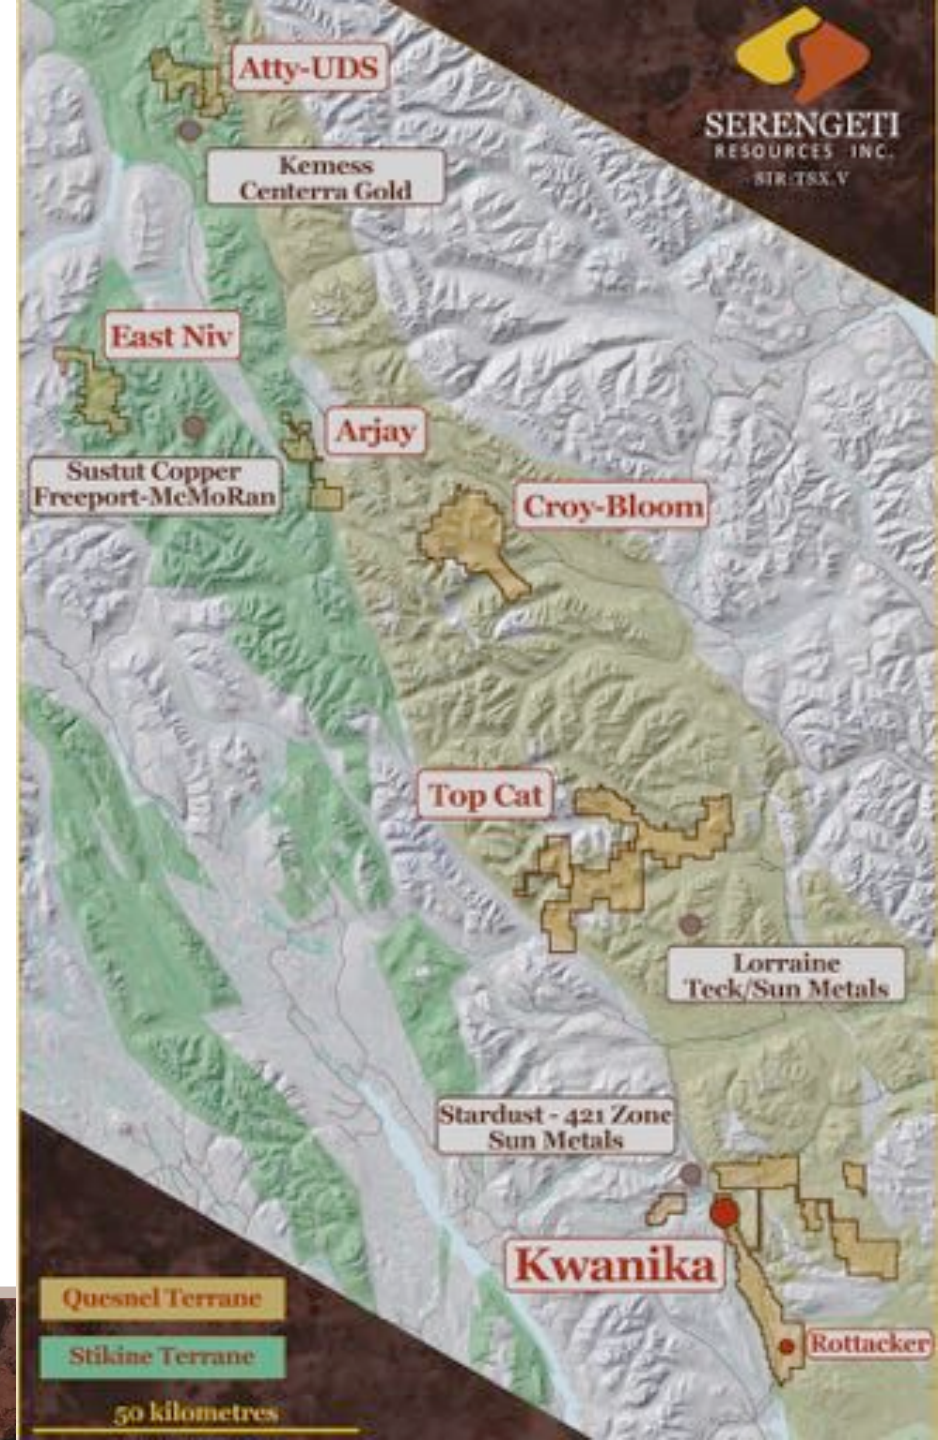 Atty-UDS
SERENGETI
RESOURCES INC.
SIR:TSX.V
Kemess
Centerra Gold
East Niv
Arjay
Sustut Copper
Freeport-McMoRan
Croy-Bloom
Top Cat
Lorraine
Teck/Sun Metals
Stardust - 421 Zone
Sun Metals
Kwanika
Rottacker
Quesnel Terrane
Stikine Terrane
50 kilometres